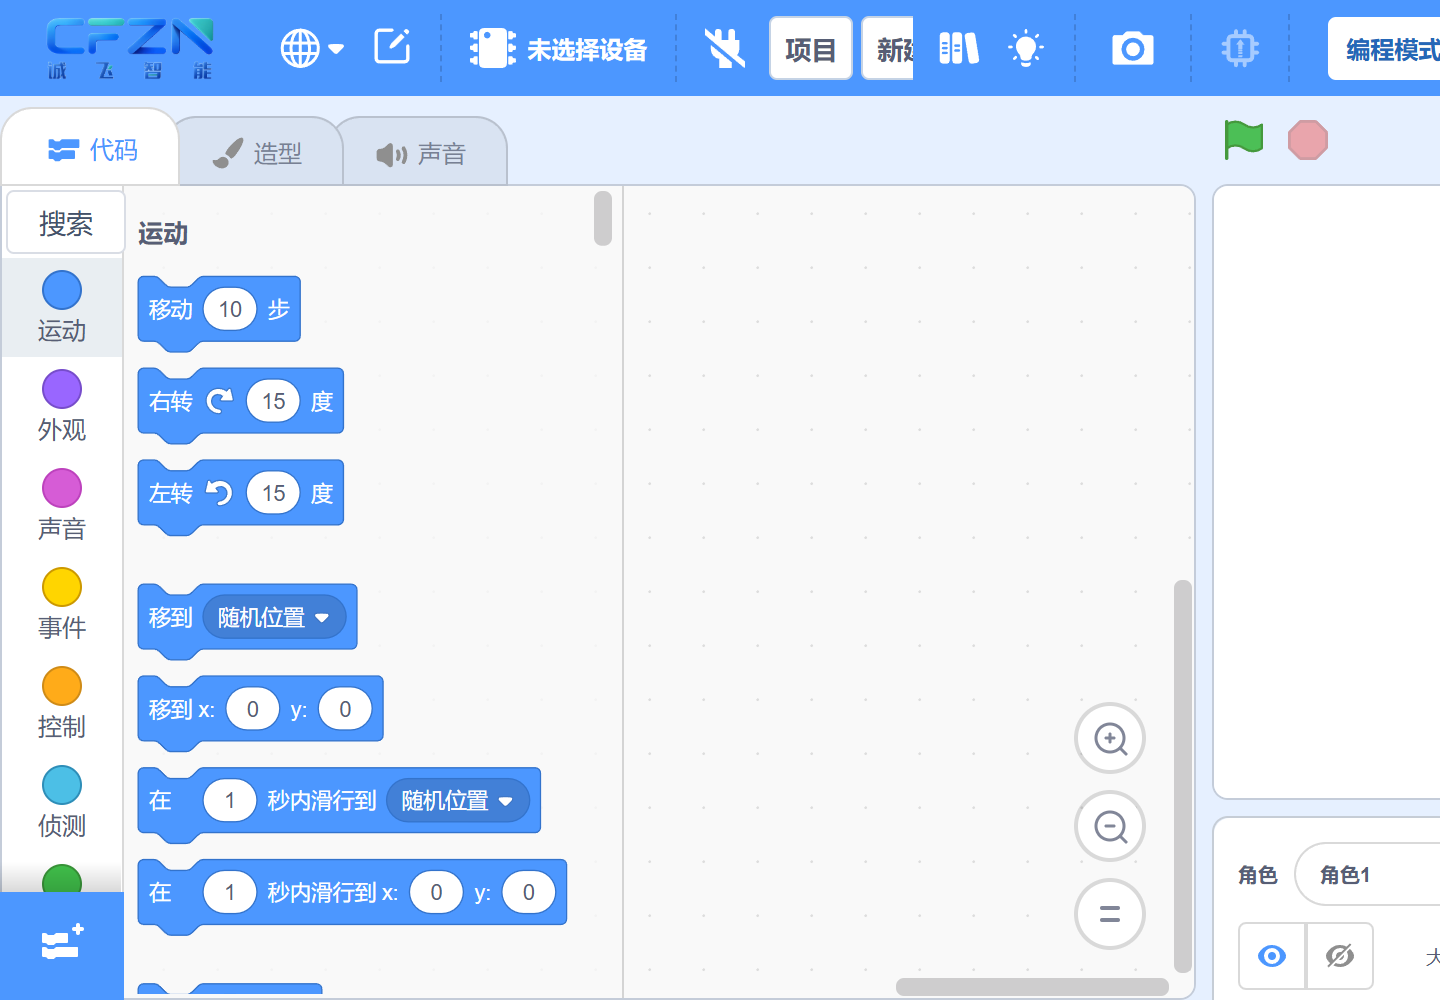 CFZN
诚飞智能
未选择设备
项目
新建
编程模式
代码
造型
声音
搜索
运动
外观
声音
事件
控制
侦测
运动
移动 10 步
右转 15 度
左转 15 度
移到 随机位置
移到 x: 0 y: 0
在 1 秒内滑行到 随机位置
在 1 秒内滑行到 x: 0 y: 0
角色 角色1